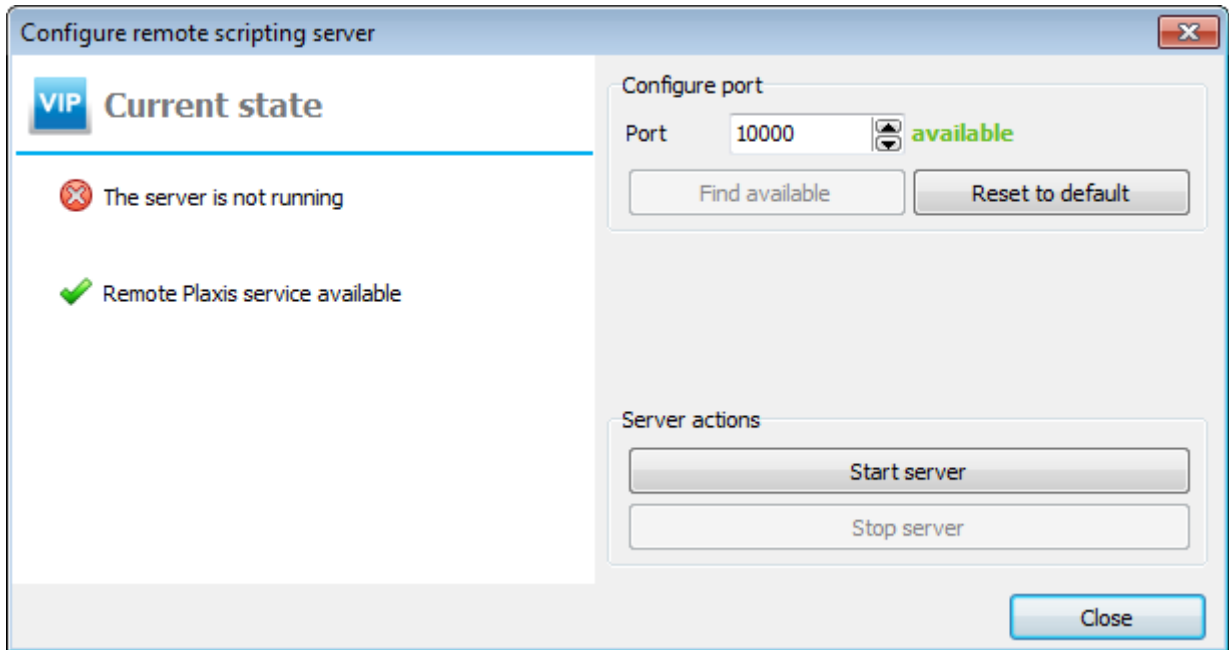 Configure remote scripting server
VIP Current state
The server is not running
Remote Plaxis service available
Configure port
Port 10000 available
Find available Reset to default
Server actions
Start server
Stop server
Close